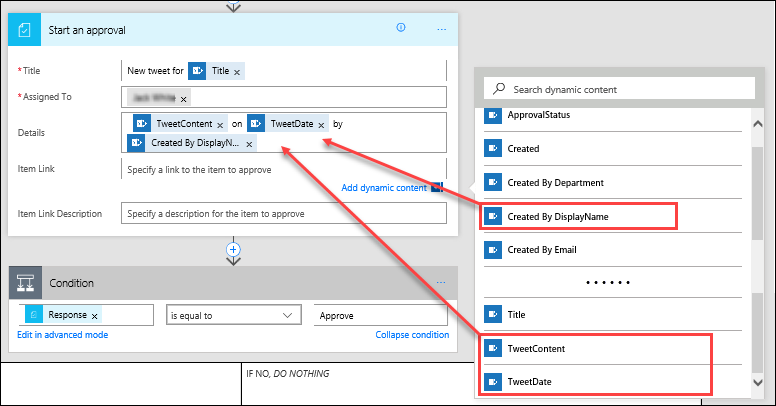 Start an approval
* Title
New tweet for Title x
* Assigned To
x
Details
TweetContent x on TweetDate x by
Created By DisplayN... x
Item Link
Specify a link to the item to approve
Add dynamic content
Item Link Description
Specify a description for the item to approve
Condition
Response x
is equal to
Approve
Edit in advanced mode
Collapse condition
IF NO, DO NOTHING
Search dynamic content
ApprovalStatus
Created
Created By Department
Created By DisplayName
Created By Email
Title
TweetContent
TweetDate